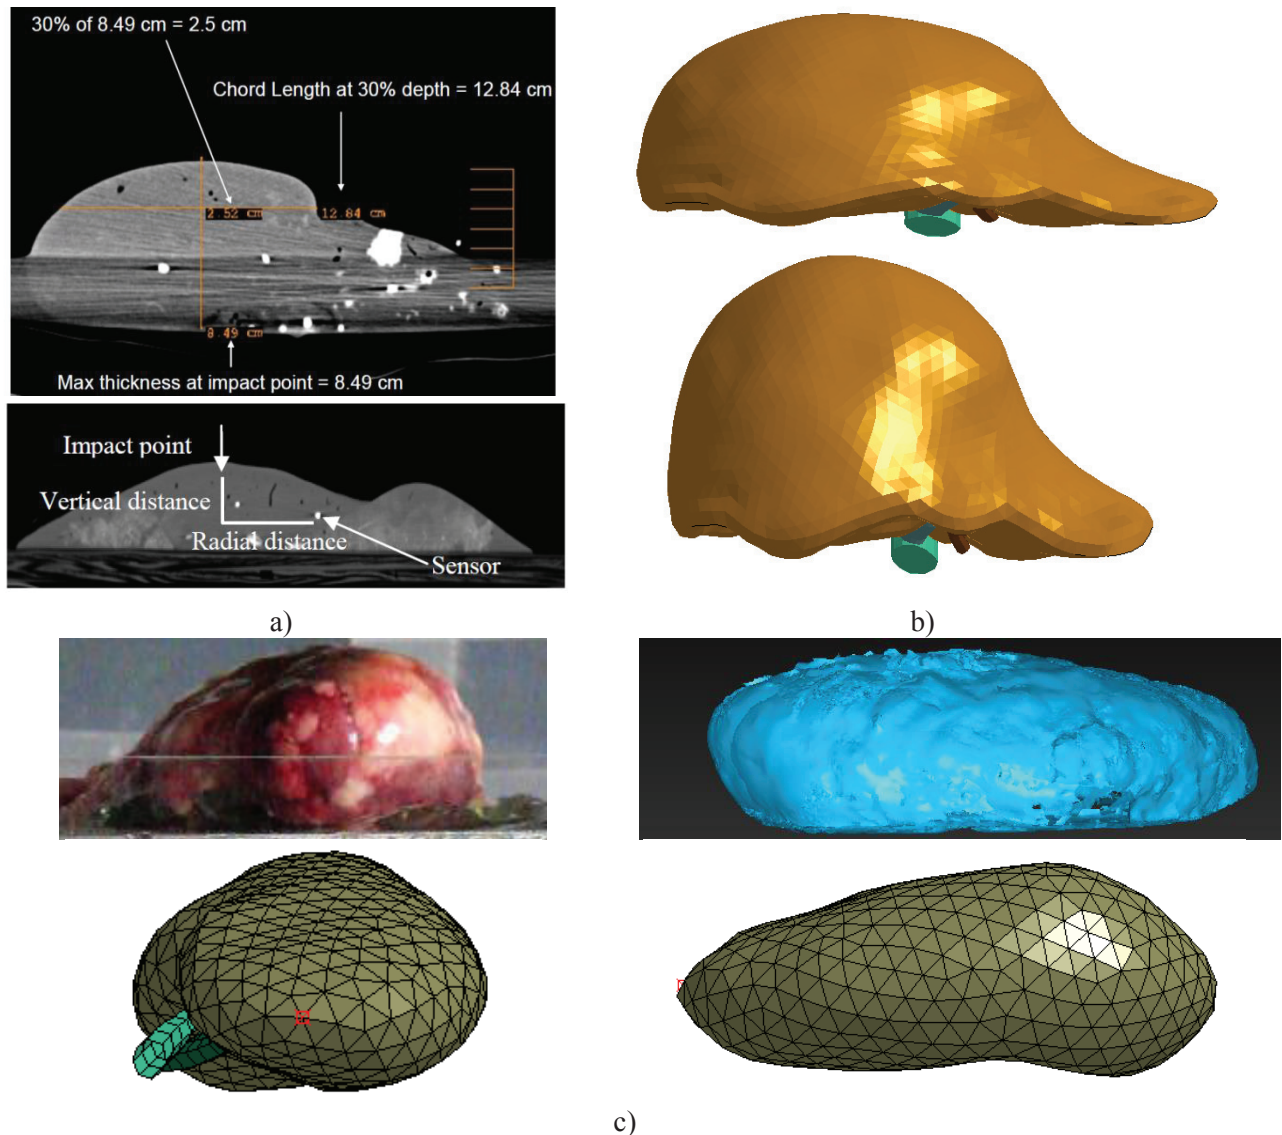 30% of 8.49 cm = 2.5 cm
Chord Length at 30% depth = 12.84 cm
2.52 cm
12.84 cm
8.49 cm
Max thickness at impact point = 8.49 cm
Impact point
Vertical distance
Radial distance
Sensor
a)
b)
c)